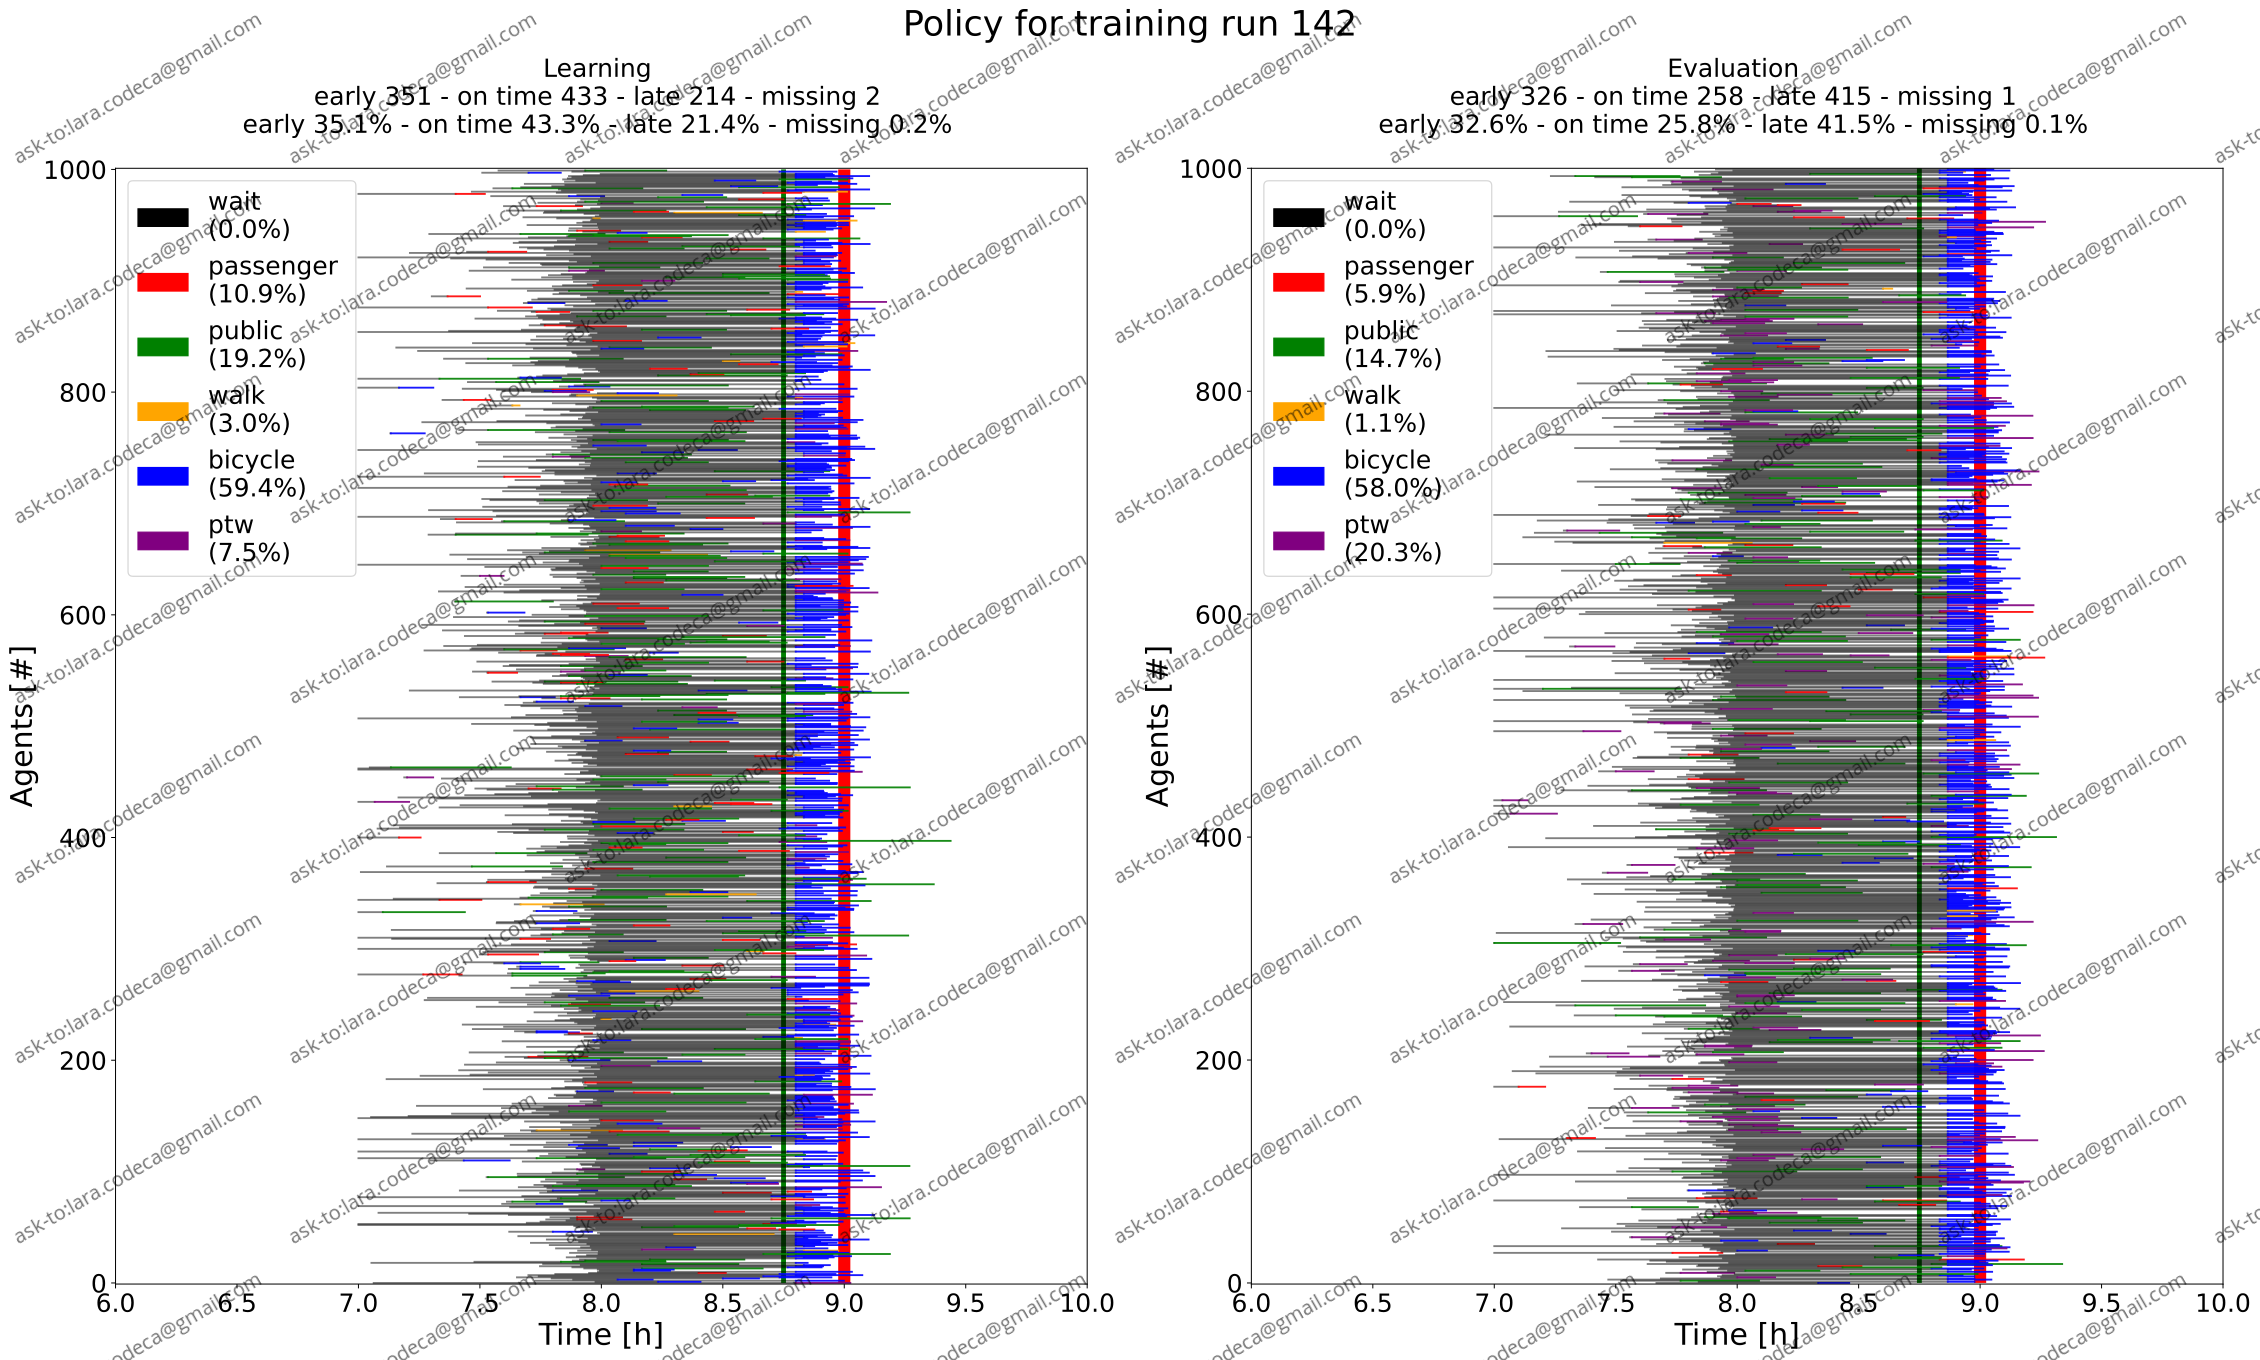 Policy for training run 142
Learning
early 351 - on time 433 - late 214 - missing 2
early 35.1% - on time 43.3% - late 21.4% - missing 0.2%
1000
800
600
400
200
0
Agents [#]
wait
(0.0%)
passenger
(10.9%)
public
(19.2%)
walk
(3.0%)
bicycle
(59.4%)
ptw
(7.5%)
6.0 6.5 7.0 7.5 8.0 8.5 9.0 9.5 10.0
Time [h]
Evaluation
early 326 - on time 258 - late 415 - missing 1
early 32.6% - on time 25.8% - late 41.5% - missing 0.1%
1000
800
600
400
200
0
Agents [#]
wait
(0.0%)
passenger
(5.9%)
public
(14.7%)
walk
(1.1%)
bicycle
(58.0%)
ptw
(20.3%)
6.0 6.5 7.0 7.5 8.0 8.5 9.0 9.5 10.0
Time [h]
ask-to:lara.codeca@gmail.com